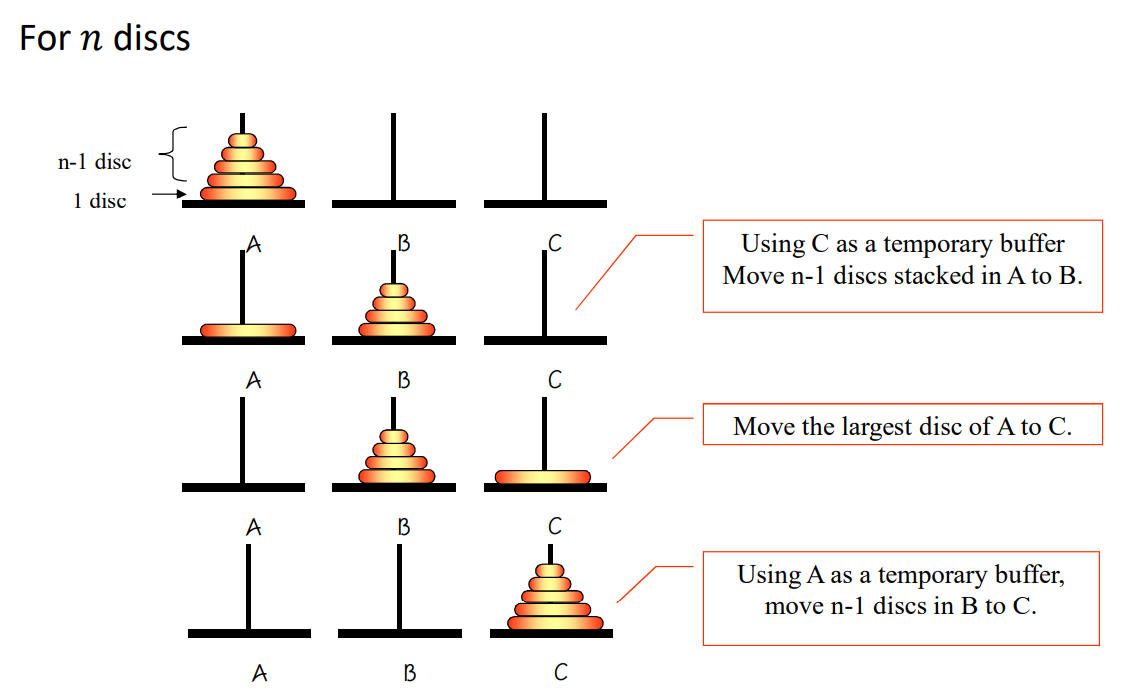 For n discs
n-1 disc
1 disc
A B C
Using C as a temporary buffer
Move n-1 discs stacked in A to B.
A B C
Move the largest disc of A to C.
A B C
Using A as a temporary buffer,
move n-1 discs in B to C.
A B C